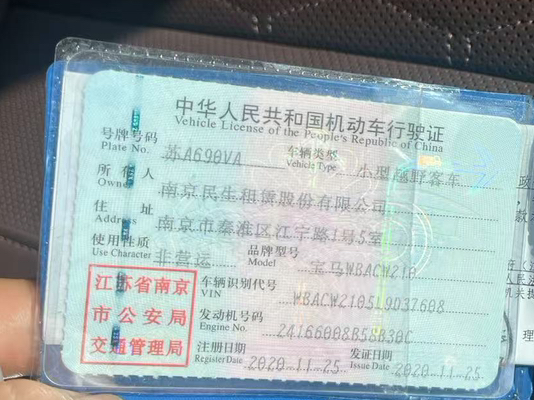 中华人民共和国机动车行驶证
Vehicle License of the People's Republic of China
号牌号码 苏A690VA 车辆类型 小型越野客车
Plate No. Vehicle Type
所有人 南京民生租赁股份有限公司
Owner
住址 南京市秦淮区江宁路1号5室
Address
使用性质 非营运 品牌型号 宝马WBACW210
Use Character Model
江苏省南京
市公安局
交通管理局
车辆识别代号 WBACW2105L9D37608
VIN
发动机号码 24166008B58B30C
Engine No.
注册日期 2020-11-25 发证日期 2020-11-25
Register Date Issue Date